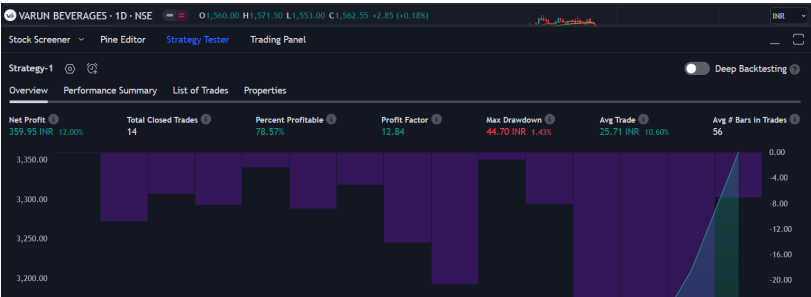 VARUN BEVERAGES · 1D · NSE O1,560.00 H1,571.50 L1,553.00 C1,562.55 +2.85 (+0.18%) INR
Stock Screener Pine Editor Strategy Tester Trading Panel
Strategy-1 Deep Backtesting
Overview Performance Summary List of Trades Properties
Net Profit Total Closed Trades Percent Profitable Profit Factor Max Drawdown Avg Trade Avg # Bars in Trades
359.95 INR 12.00% 14 78.57% 12.84 44.70 INR 1.43% 25.71 INR 10.60% 56
3,350.00 0.00
-4.00
3,300.00 -8.00
-12.00
3,250.00
-16.00
3,200.00 -20.00